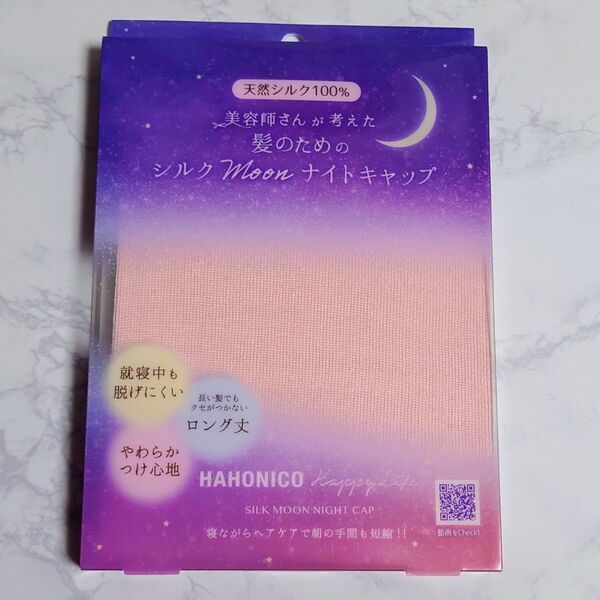 天然シルク100%
美容師さんが考えた
髪のための
シルク Moon ナイトキャップ
就寝中も
脱げにくい
長い髪でも
クセがつかない
ロング丈
やわらか
つけ心地
HAHONICO Happy Life
SILK MOON NIGHT CAP
寝ながらヘアケアで朝の手間も短縮!!
動画をCheck!